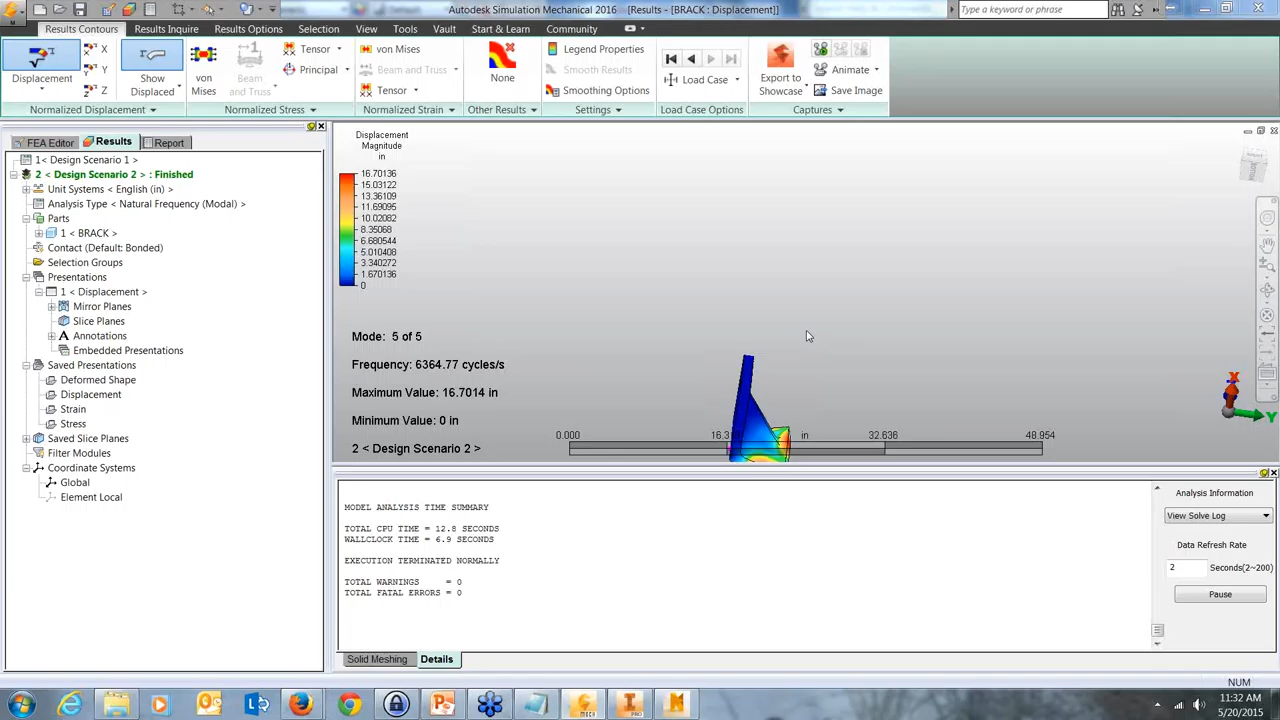 Autodesk Simulation Mechanical 2016 - [Results - [BRACK : Displacement]]
Type a keyword or phrase
Results Contours
Results Inquire
Results Options
Selection
View
Tools
Vault
Start & Learn
Community
Displacement
X
Y
Z
Show Displaced
von Mises
Beam and Truss
Tensor
Principal
von Mises
Beam and Truss
Tensor
None
Legend Properties
Smooth Results
Smoothing Options
Load Case
Export to Showcase
Animate
Save Image
Normalized Displacement
Normalized Stress
Normalized Strain
Other Results
Settings
Load Case Options
Captures
FEA Editor
Results
Report
1< Design Scenario 1 >
2 < Design Scenario 2 > : Finished
Unit Systems < English (in) >
Analysis Type < Natural Frequency (Modal) >
Parts
1 < BRACK >
Contact (Default: Bonded)
Selection Groups
Presentations
1 < Displacement >
Mirror Planes
Slice Planes
A Annotations
Embedded Presentations
Saved Presentations
Deformed Shape
Displacement
Strain
Stress
Saved Slice Planes
Filter Modules
Coordinate Systems
Global
Element Local
Displacement
Magnitude
in
16.70136
15.03122
13.36109
11.69095
10.02082
8.35068
6.680544
5.010408
3.340272
1.670136
0
Mode: 5 of 5
Frequency: 6364.77 cycles/s
Maximum Value: 16.7014 in
Minimum Value: 0 in
2 < Design Scenario 2 >
0.000
16.3
in
32.636
48.954
X
Y
MODEL ANALYSIS TIME SUMMARY
TOTAL CPU TIME = 12.8 SECONDS
WALLCLOCK TIME = 6.9 SECONDS
EXECUTION TERMINATED NORMALLY
TOTAL WARNINGS = 0
TOTAL FATAL ERRORS = 0
Analysis Information
View Solve Log
Data Refresh Rate
2 Seconds(2~200)
Pause
Solid Meshing
Details
NUM
11:32 AM
5/20/2015